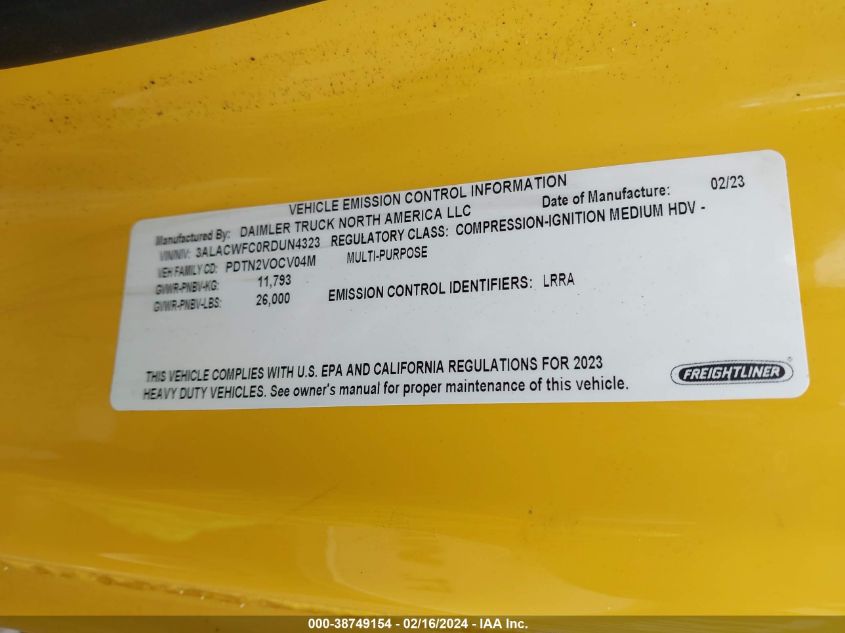 VEHICLE EMISSION CONTROL INFORMATION
Manufactured By: DAIMLER TRUCK NORTH AMERICA LLC Date of Manufacture: 02/23
VIN/NIV: 3ALACWFC0RDUN4323 REGULATORY CLASS: COMPRESSION-IGNITION MEDIUM HDV -
VEH FAMILY CD: PDTN2VOCV04M MULTI-PURPOSE
GVWR-PNBV-KG: 11,793
GVWR-PNBV-LBS: 26,000 EMISSION CONTROL IDENTIFIERS: LRRA
THIS VEHICLE COMPLIES WITH U.S. EPA AND CALIFORNIA REGULATIONS FOR 2023
HEAVY DUTY VEHICLES. See owner's manual for proper maintenance of this vehicle.
FREIGHTLINER®
000-38749154 - 02/16/2024 - IAA Inc.